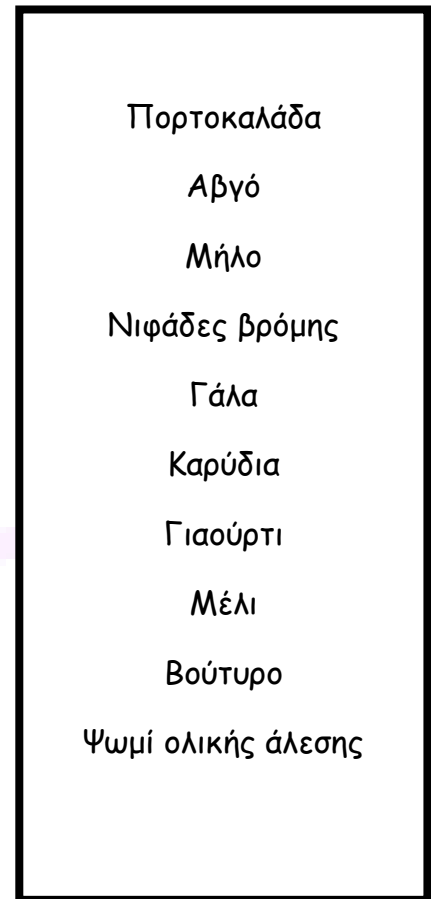 Πορτοκαλάδα
Αβγό
Μήλο
Νιφάδες βρόμης
Γάλα
Καρύδια
Γιαούρτι
Μέλι
Βούτυρο
Ψωμί ολικής άλεσης